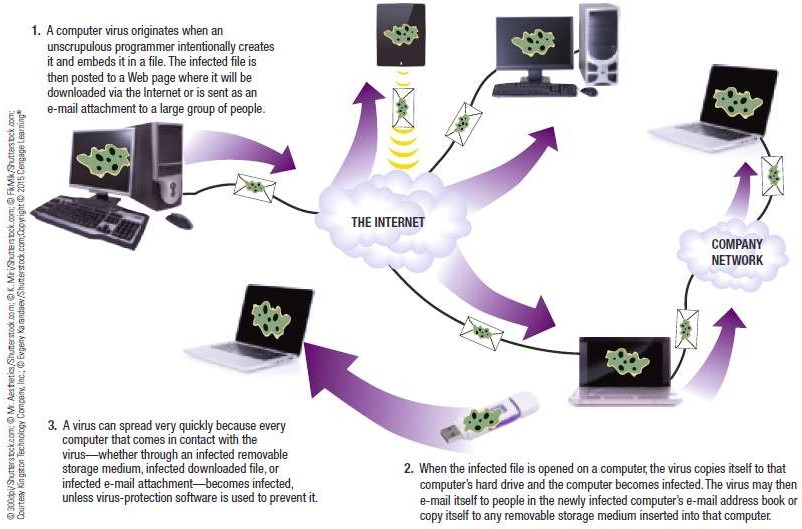 1. A computer virus originates when an
unscrupulous programmer intentionally creates
it and embeds it in a file. The infected file is
then posted to a Web page where it will be
downloaded via the Internet or is sent as an
e-mail attachment to a large group of people.
THE INTERNET
COMPANY
NETWORK
3. A virus can spread very quickly because every
computer that comes in contact with the
virus—whether through an infected removable
storage medium, infected downloaded file, or
infected e-mail attachment—becomes infected,
unless virus-protection software is used to prevent it.
2. When the infected file is opened on a computer, the virus copies itself to that
computer's hard drive and the computer becomes infected. The virus may then
e-mail itself to people in the newly infected computer's e-mail address book or
copy itself to any removable storage medium inserted into that computer.
© 300dpi/Shutterstock.com; © Mr. Aesthetics/Shutterstock.com; © K. Miri/Shutterstock.com; © FikMik/Shutterstock.com;
Courtesy Kingston Technology Company, Inc.; © Evgeny Karandaev/Shutterstock.com; Copyright © 2015 Cengage Learning®